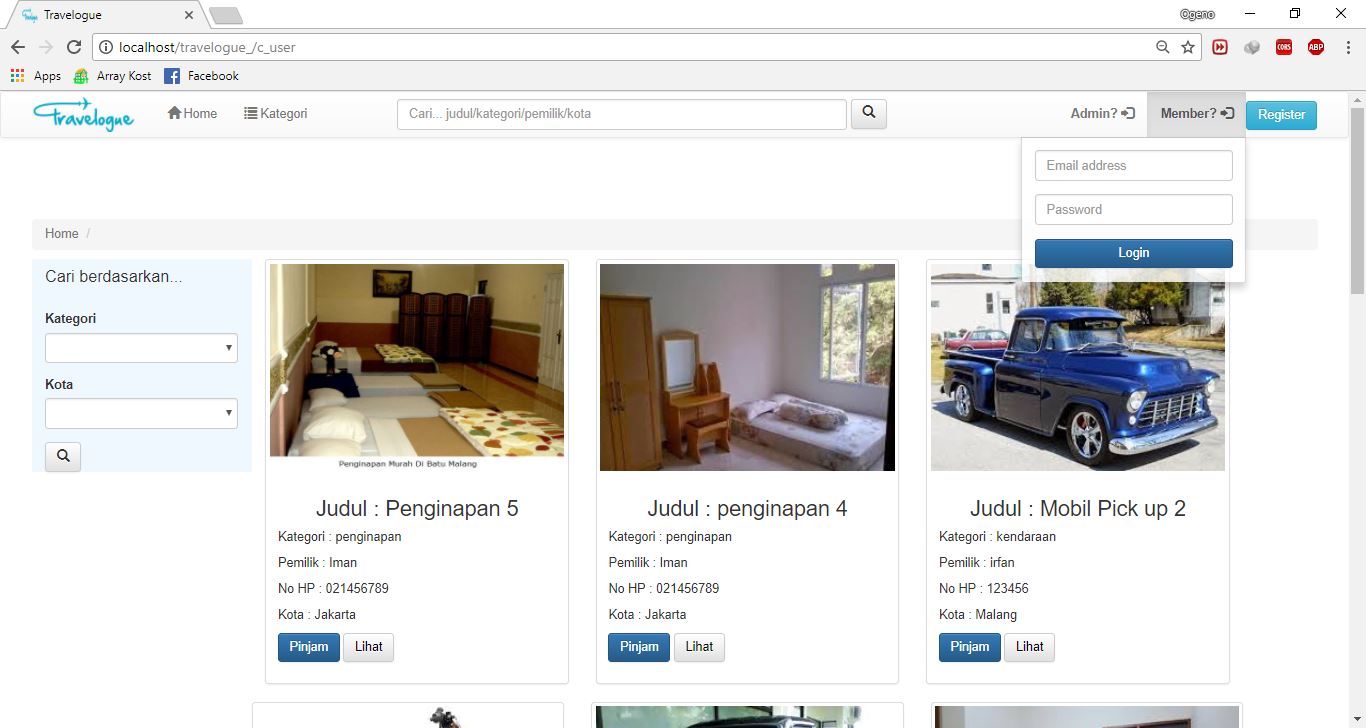 Travelogue
Ogeno
localhost/travelogue_/c_user
CORS
ABP
Apps
Array Kost
Facebook
Travelogue
Home
Kategori
Cari... judul/kategori/pemilik/kota
Admin?
Member?
Register
Email address
Password
Login
Home /
Cari berdasarkan...
Kategori
Kota
Penginapan Murah Di Batu Malang
Judul : Penginapan 5
Kategori : penginapan
Pemilik : Iman
No HP : 021456789
Kota : Jakarta
Pinjam Lihat
Judul : penginapan 4
Kategori : penginapan
Pemilik : Iman
No HP : 021456789
Kota : Jakarta
Pinjam Lihat
Judul : Mobil Pick up 2
Kategori : kendaraan
Pemilik : irfan
No HP : 123456
Kota : Malang
Pinjam Lihat